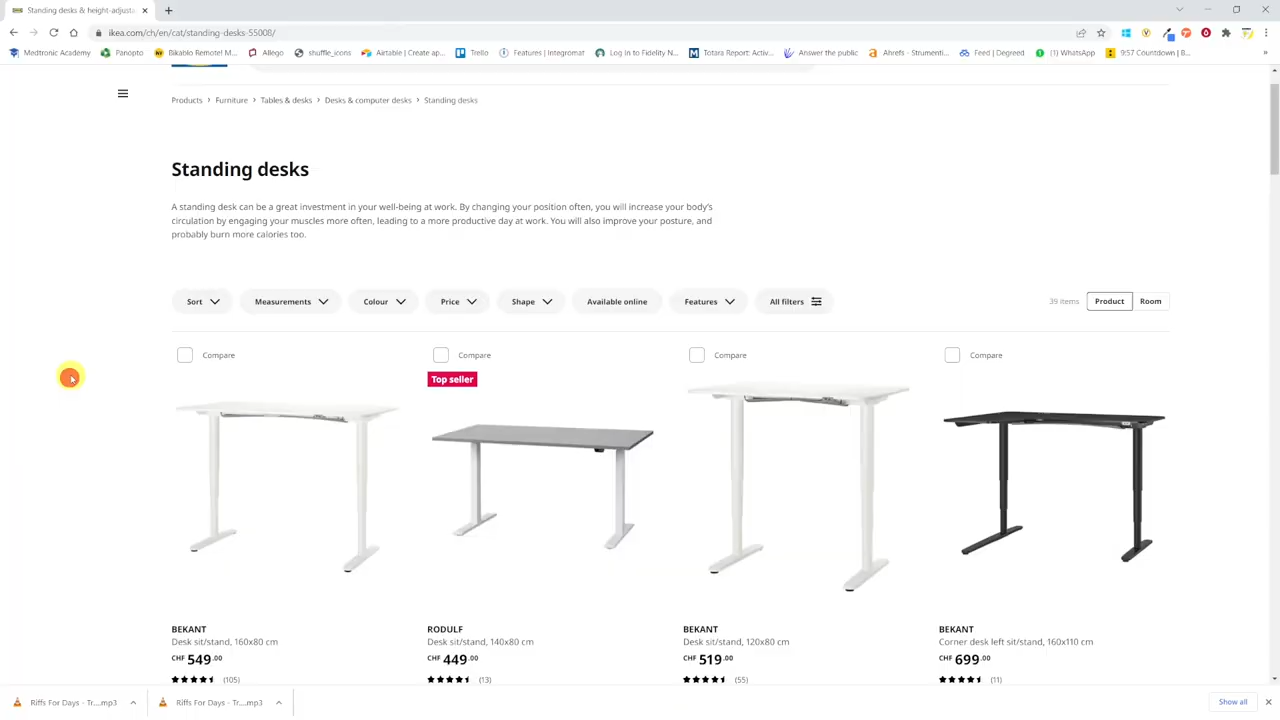 Standing desks & height-adjusta
ikea.com/ch/en/cat/standing-desks-55008/
Medtronic Academy
Panopto
Bikablo Remote! M...
Allego
shuffle_icons
Airtable | Create ap...
Trello
Features | Integromat
Log in to Fidelity N...
Totara Report: Activ...
Answer the public
Ahrefs - Strumenti...
Feed | Degreed
(1) WhatsApp
9:57 Countdown | B...
Products › Furniture › Tables & desks › Desks & computer desks › Standing desks
Standing desks
A standing desk can be a great investment in your well-being at work. By changing your position often, you will increase your body's
circulation by engaging your muscles more often, leading to a more productive day at work. You will also improve your posture, and
probably burn more calories too.
Sort
Measurements
Colour
Price
Shape
Available online
Features
All filters
39 items
Product
Room
Compare
Compare
Compare
Compare
Top seller
BEKANT
Desk sit/stand, 160x80 cm
CHF 549.00
(105)
RODULF
Desk sit/stand, 140x80 cm
CHF 449.00
(13)
BEKANT
Desk sit/stand, 120x80 cm
CHF 519.00
(55)
BEKANT
Corner desk left sit/stand, 160x110 cm
CHF 699.00
(11)
Riffs For Days - Tr....mp3
Riffs For Days - Tr....mp3
Show all